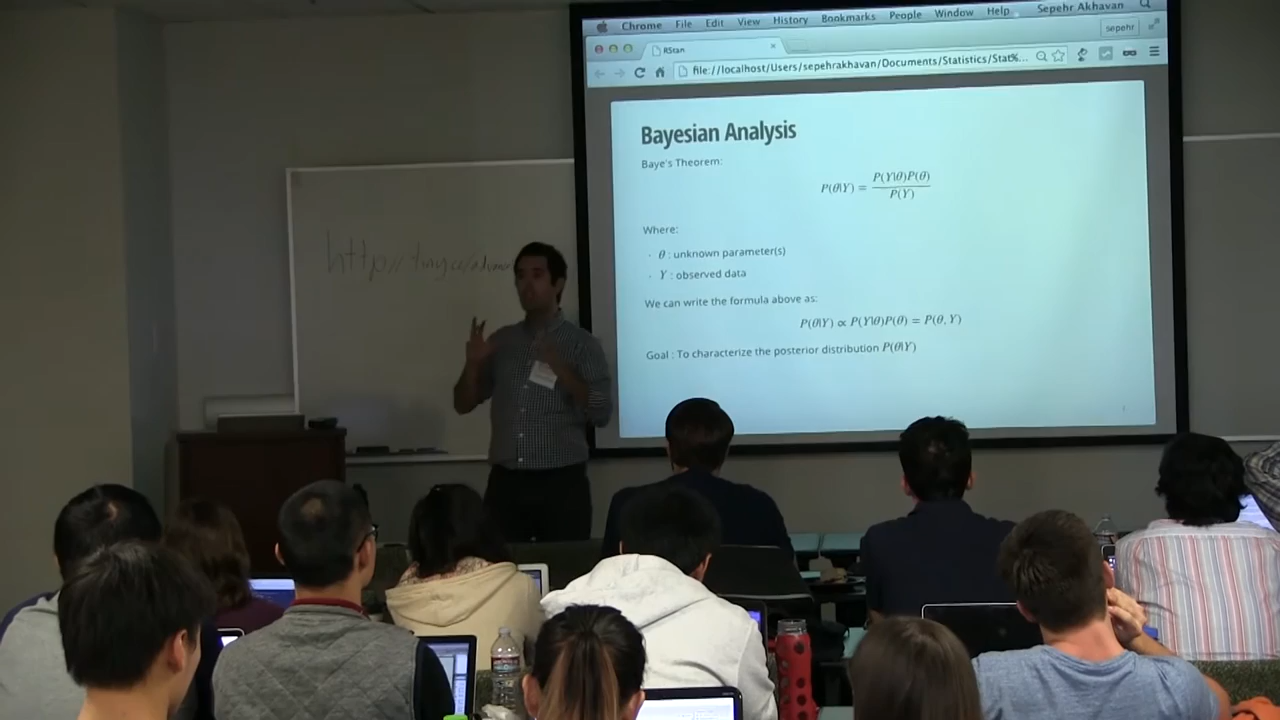 Chrome File Edit View History Bookmarks People Window Help Sepehr Akhavan
RStan
sepehr
file://localhost/Users/sepehrakhavan/Documents/Statistics/Stat%...
Bayesian Analysis
Baye's Theorem:
P(θ|Y) = P(Y|θ)P(θ) / P(Y)
Where:
· θ : unknown parameter(s)
· Y : observed data
We can write the formula above as:
P(θ|Y) ∝ P(Y|θ)P(θ) = P(θ, Y)
Goal : To characterize the posterior distribution P(θ|Y)
http://